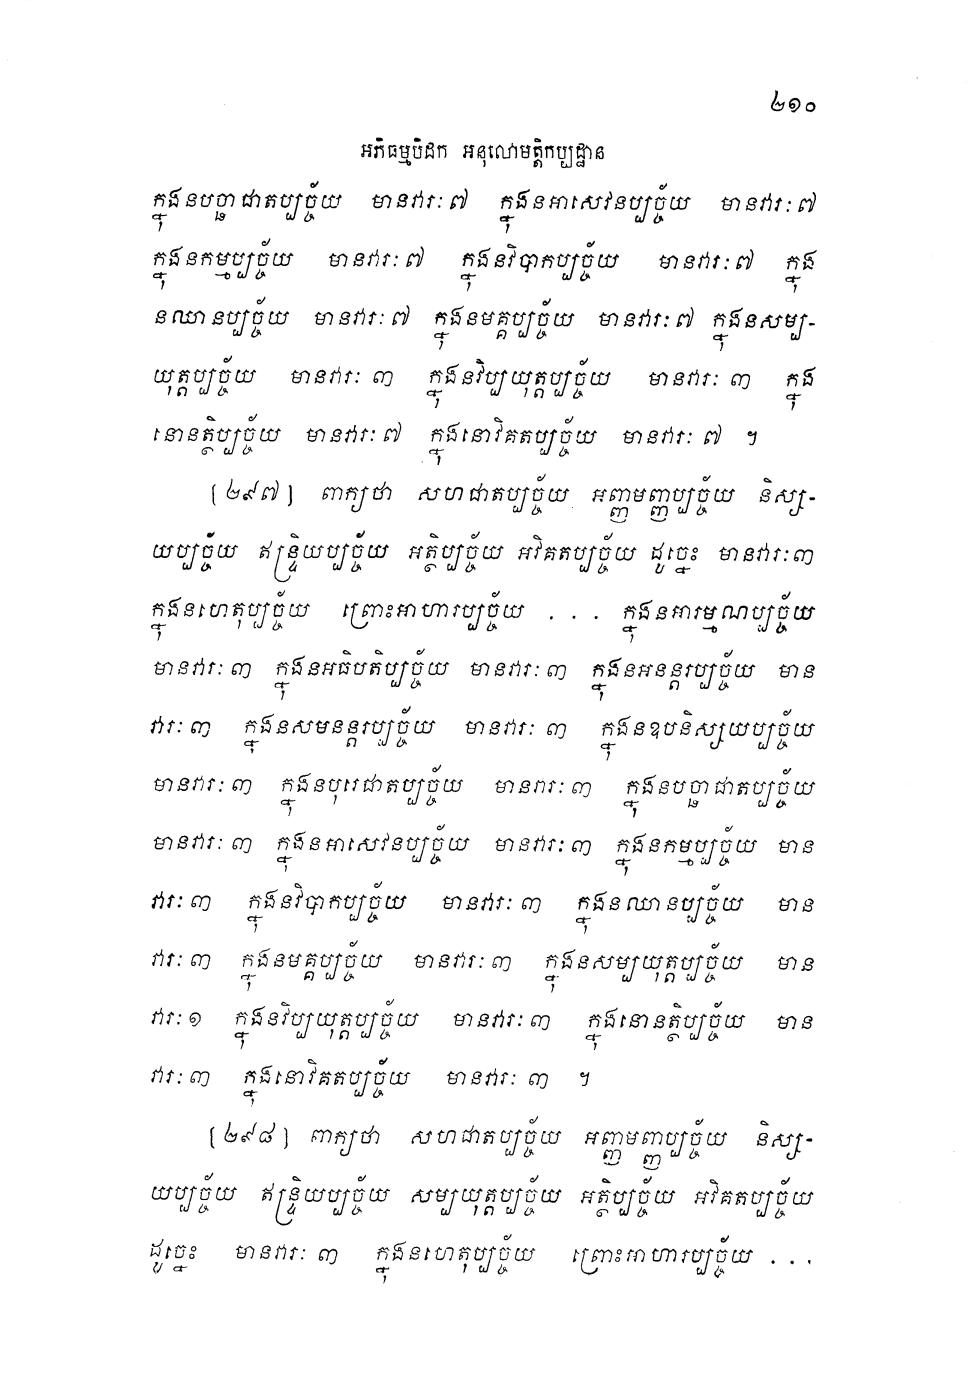 ២១០
អភិធម្មបិដក អនុលោមត្តិកប្បដ្ឋាន
ក្នុងនបច្ឆាជាតប្បច្ច័យ មានវារៈ ៧ ក្នុងនអាសេវនប្បច្ច័យ មានវារៈ ៧
ក្នុងនកម្មប្បច្ច័យ មានវារៈ ៧ ក្នុងនវិបាកប្បច្ច័យ មានវារៈ ៧ ក្នុង
នឈានប្បច្ច័យ មានវារៈ ៧ ក្នុងនមគ្គប្បច្ច័យ មានវារៈ ៧ ក្នុងនសម្ប-
យុត្តប្បច្ច័យ មានវារៈ ៣ ក្នុងនវិប្បយុត្តប្បច្ច័យ មានវារៈ ៣ ក្នុង
នោនត្ថិប្បច្ច័យ មានវារៈ ៧ ក្នុងនោវិគតប្បច្ច័យ មានវារៈ ៧ ។
[២៩៧] ពាក្យថា សហជាតប្បច្ច័យ អញ្ញមញ្ញប្បច្ច័យ និស្ស-
យប្បច្ច័យ ឥន្ទ្រិយប្បច្ច័យ អត្ថិប្បច្ច័យ អវិគតប្បច្ច័យ ដូច្នេះ មានវារៈ ៣
ក្នុងនហេតុប្បច្ច័យ ព្រោះអាហារប្បច្ច័យ . . . ក្នុងនអារម្មណប្បច្ច័យ
មានវារៈ ៣ ក្នុងនអធិបតិប្បច្ច័យ មានវារៈ ៣ ក្នុងនអនន្តរប្បច្ច័យ មាន
វារៈ ៣ ក្នុងនសមនន្តរប្បច្ច័យ មានវារៈ ៣ ក្នុងនឧបនិស្សយប្បច្ច័យ
មានវារៈ ៣ ក្នុងនបុរេជាតប្បច្ច័យ មានវារៈ ៣ ក្នុងនបច្ឆាជាតប្បច្ច័យ
មានវារៈ ៣ ក្នុងនអាសេវនប្បច្ច័យ មានវារៈ ៣ ក្នុងនកម្មប្បច្ច័យ មាន
វារៈ ៣ ក្នុងនវិបាកប្បច្ច័យ មានវារៈ ៣ ក្នុងនឈានប្បច្ច័យ មាន
វារៈ ៣ ក្នុងនមគ្គប្បច្ច័យ មានវារៈ ៣ ក្នុងនសម្បយុត្តប្បច្ច័យ មាន
វារៈ ១ ក្នុងនវិប្បយុត្តប្បច្ច័យ មានវារៈ ៣ ក្នុងនោនត្ថិប្បច្ច័យ មាន
វារៈ ៣ ក្នុងនោវិគតប្បច្ច័យ មានវារៈ ៣ ។
[២៩៨] ពាក្យថា សហជាតប្បច្ច័យ អញ្ញមញ្ញប្បច្ច័យ និស្ស-
យប្បច្ច័យ ឥន្ទ្រិយប្បច្ច័យ សម្បយុត្តប្បច្ច័យ អត្ថិប្បច្ច័យ អវិគតប្បច្ច័យ
ដូច្នេះ មានវារៈ ៣ ក្នុងនហេតុប្បច្ច័យ ព្រោះអាហារប្បច្ច័យ . . .